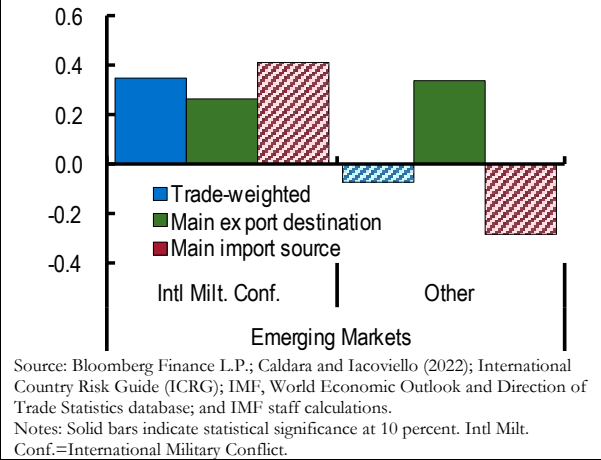 0.6
0.4
0.2
0.0
-0.2
-0.4
Trade-weighted
Main export destination
Main import source
Intl Milt. Conf.
Other
Emerging Markets
Source: Bloomberg Finance L.P.; Caldara and Iacoviello (2022); International
Country Risk Guide (ICRG); IMF, World Economic Outlook and Direction of
Trade Statistics database; and IMF staff calculations.
Notes: Solid bars indicate statistical significance at 10 percent. Intl Milt.
Conf.=International Military Conflict.